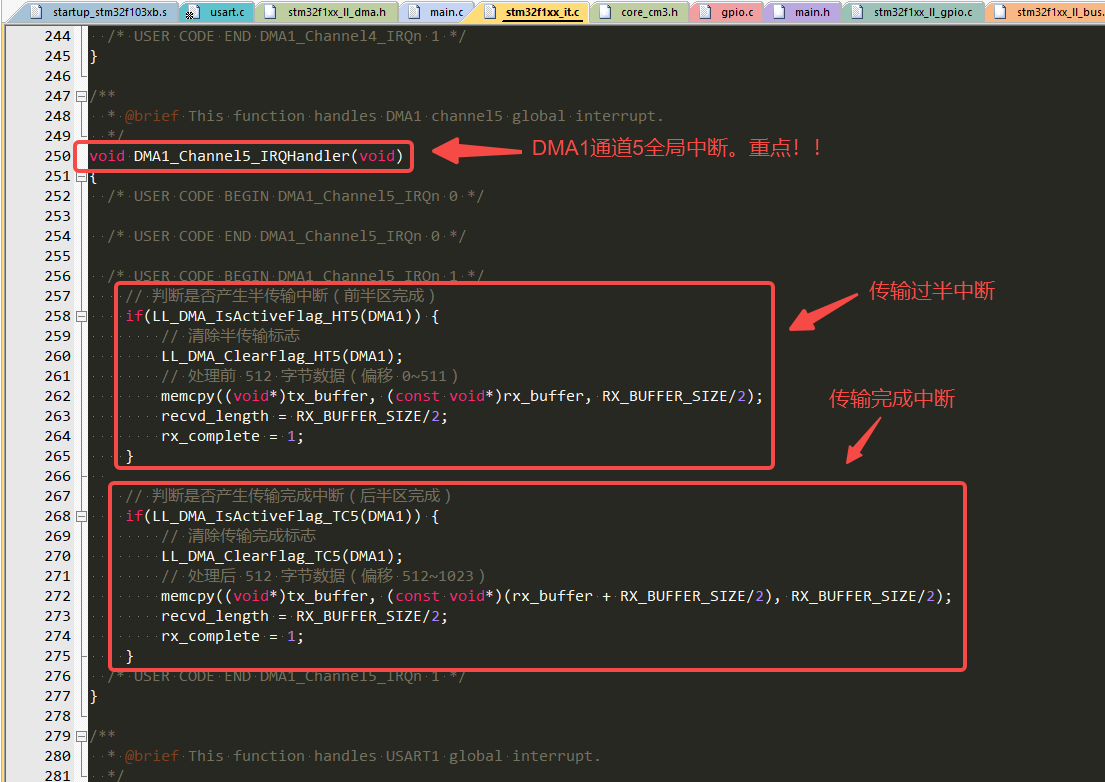 startup_stm32f103xb.s usart.c stm32f1xx_ll_dma.h main.c stm32f1xx_it.c core_cm3.h gpio.c main.h stm32f1xx_ll_gpio.c stm32f1xx_ll_bus.
244 /* USER CODE END DMA1_Channel4_IRQn 1 */
245 }
246
247 /**
248 * @brief This function handles DMA1 channel5 global interrupt.
249 */
250 void DMA1_Channel5_IRQHandler(void) DMA1通道5全局中断。重点！！
251 {
252 /* USER CODE BEGIN DMA1_Channel5_IRQn 0 */
253
254 /* USER CODE END DMA1_Channel5_IRQn 0 */
255
256 /* USER CODE BEGIN DMA1_Channel5_IRQn 1 */
257 // 判断是否产生半传输中断（前半区完成）
传输过半中断
258 if(LL_DMA_IsActiveFlag_HT5(DMA1)) {
259 // 清除半传输标志
260 LL_DMA_ClearFlag_HT5(DMA1);
261 // 处理前 512 字节数据（偏移 0~511）
262 memcpy((void*)tx_buffer, (const void*)rx_buffer, RX_BUFFER_SIZE/2);
传输完成中断
263 recvd_length = RX_BUFFER_SIZE/2;
264 rx_complete = 1;
265 }
266
267 // 判断是否产生传输完成中断（后半区完成）
268 if(LL_DMA_IsActiveFlag_TC5(DMA1)) {
269 // 清除传输完成标志
270 LL_DMA_ClearFlag_TC5(DMA1);
271 // 处理后 512 字节数据（偏移 512~1023）
272 memcpy((void*)tx_buffer, (const void*)(rx_buffer + RX_BUFFER_SIZE/2), RX_BUFFER_SIZE/2);
273 recvd_length = RX_BUFFER_SIZE/2;
274 rx_complete = 1;
275 }
276 /* USER CODE END DMA1_Channel5_IRQn 1 */
277 }
278
279 /**
280 * @brief This function handles USART1 global interrupt.
281 */